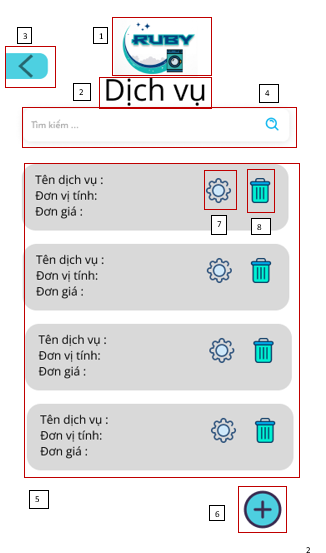 3
1
RUBY
2
Dịch vụ
4
Tìm kiếm ...
Tên dịch vụ :
Đơn vị tính:
Đơn giá :
7
8
Tên dịch vụ :
Đơn vị tính:
Đơn giá :
Tên dịch vụ :
Đơn vị tính:
Đơn giá :
Tên dịch vụ :
Đơn vị tính:
Đơn giá :
5
6
2